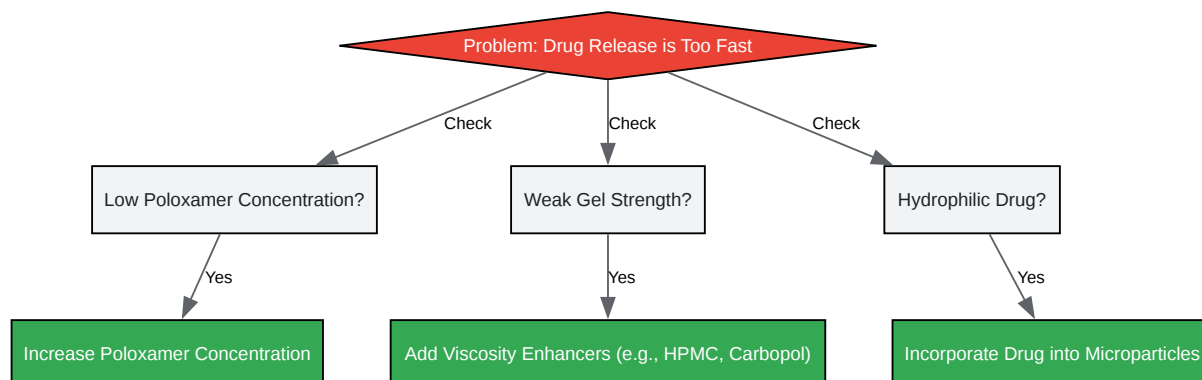 Problem: Drug Release is Too Fast
Check
Check
Check
Low Poloxamer Concentration?
Weak Gel Strength?
Hydrophilic Drug?
Yes
Yes
Yes
Increase Poloxamer Concentration
Add Viscosity Enhancers (e.g., HPMC, Carbopol)
Incorporate Drug into Microparticles